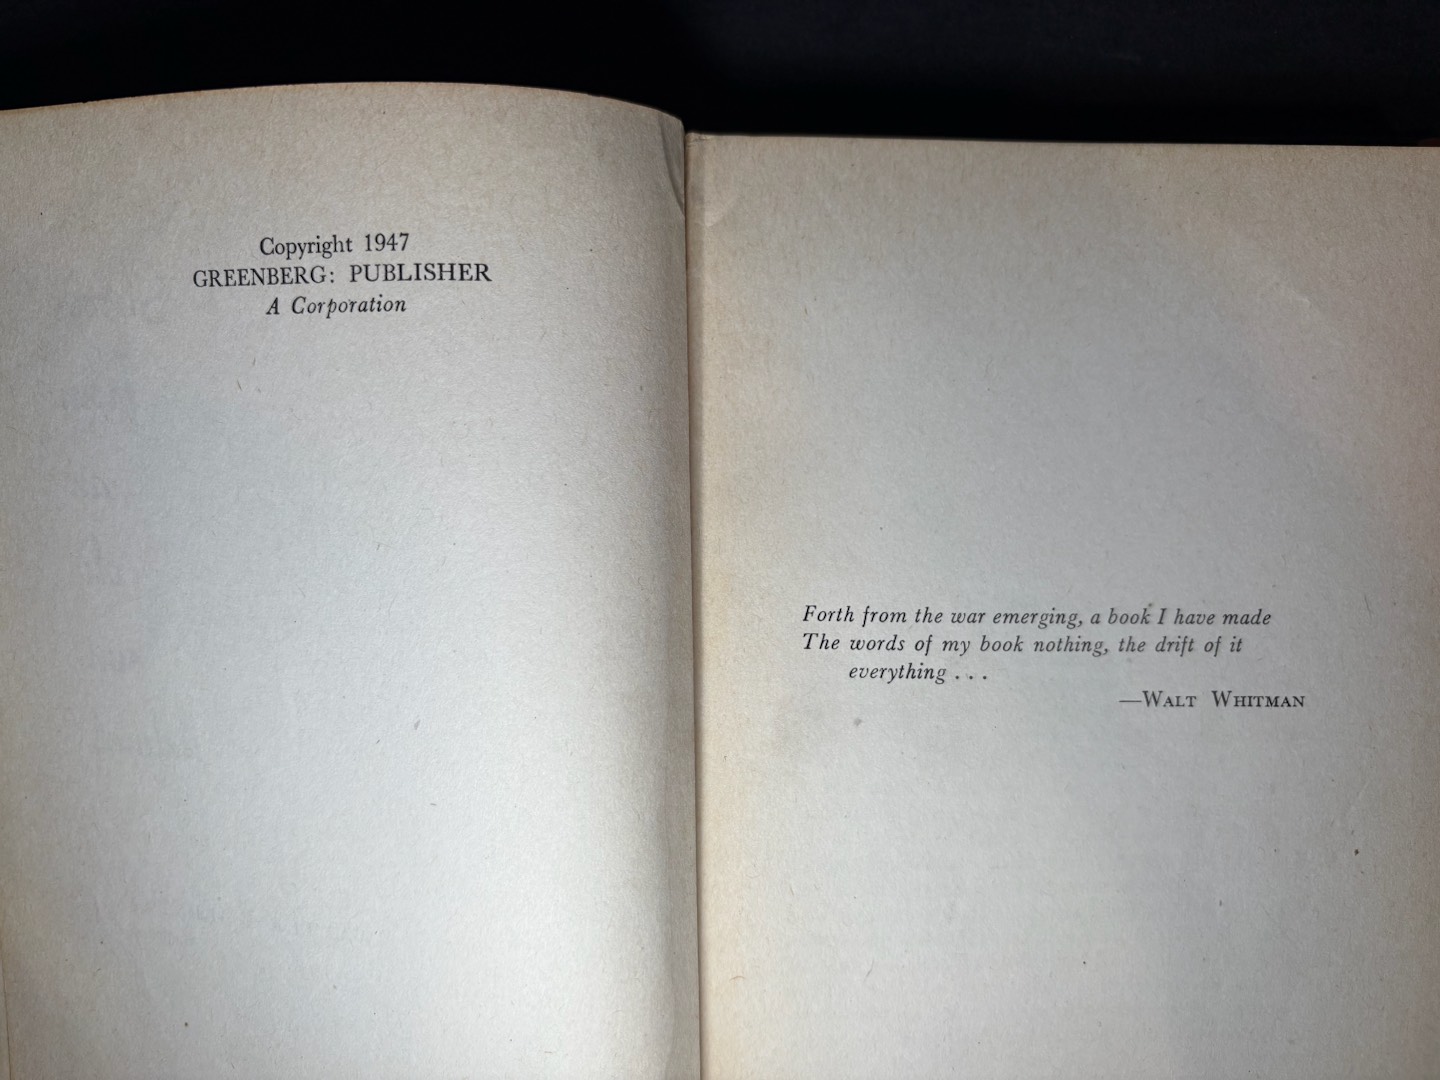 Copyright 1947
GREENBERG: PUBLISHER
A Corporation
Forth from the war emerging, a book I have made
The words of my book nothing, the drift of it
everything . . .
—WALT WHITMAN